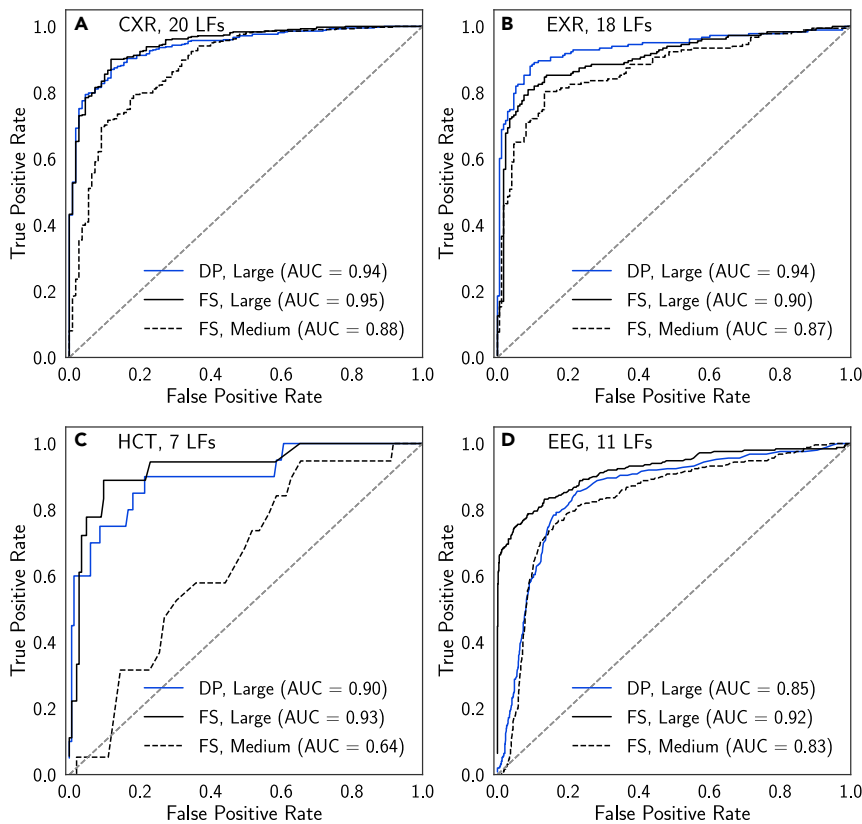 A CXR, 20 LFs
1.0
0.8
0.6
0.4
0.2
0.0
True Positive Rate
DP, Large (AUC = 0.94)
FS, Large (AUC = 0.95)
FS, Medium (AUC = 0.88)
0.0 0.2 0.4 0.6 0.8 1.0
False Positive Rate
B EXR, 18 LFs
1.0
0.8
0.6
0.4
0.2
0.0
True Positive Rate
DP, Large (AUC = 0.94)
FS, Large (AUC = 0.90)
FS, Medium (AUC = 0.87)
0.0 0.2 0.4 0.6 0.8 1.0
False Positive Rate
C HCT, 7 LFs
1.0
0.8
0.6
0.4
0.2
0.0
True Positive Rate
DP, Large (AUC = 0.90)
FS, Large (AUC = 0.93)
FS, Medium (AUC = 0.64)
0.0 0.2 0.4 0.6 0.8 1.0
False Positive Rate
D EEG, 11 LFs
1.0
0.8
0.6
0.4
0.2
0.0
True Positive Rate
DP, Large (AUC = 0.85)
FS, Large (AUC = 0.92)
FS, Medium (AUC = 0.83)
0.0 0.2 0.4 0.6 0.8 1.0
False Positive Rate